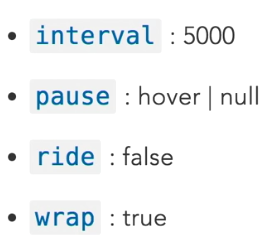 • interval : 5000
• pause : hover | null
• ride : false
• wrap : true